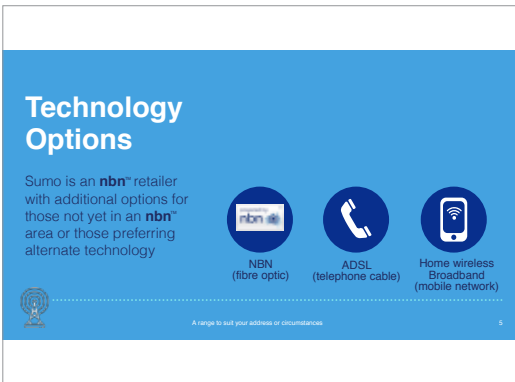 Technology
Options
Sumo is an nbn™ retailer
with additional options for
those not yet in an nbn™
area or those preferring
alternate technology
nbn
NBN
(fibre optic)
ADSL
(telephone cable)
Home wireless
Broadband
(mobile network)
A range to suit your address or circumstances
5